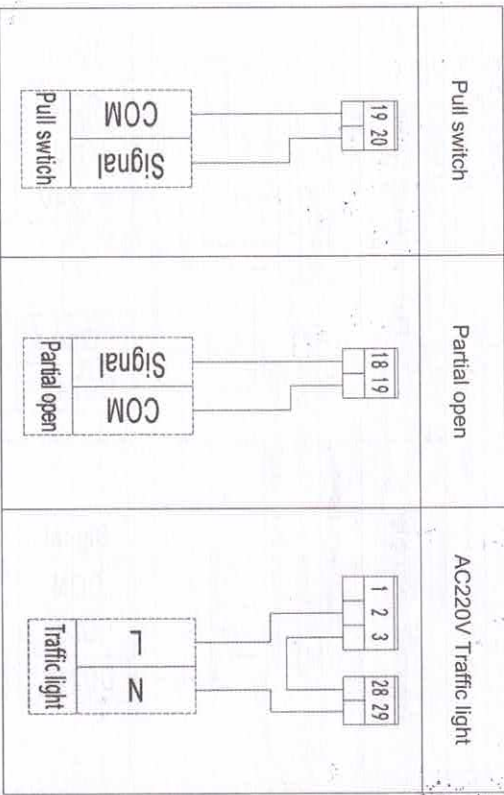 Pull switch
19 20
COM
Signal
Pull swtich
Partial open
18 19
Signal
COM
Partial open
AC220V Traffic light
1 2 3
28 29
L
N
Traffic light